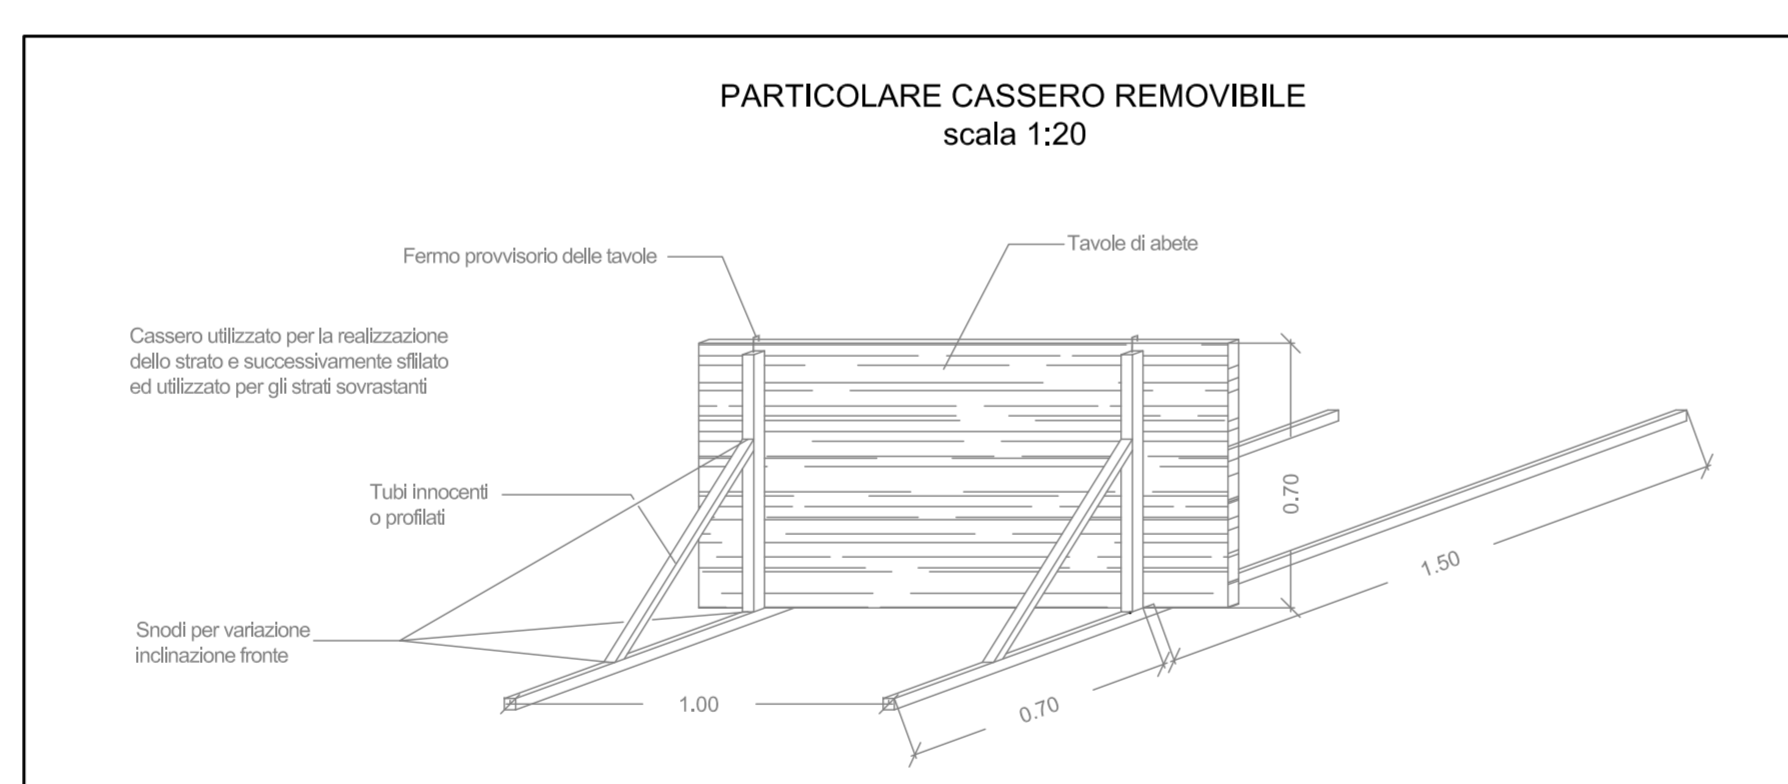 PARTICOLARE CASSERO REMOVIBILE
scala 1:20
Fermo provvisorio delle tavole
Tavole di abete
Cassero utilizzato per la realizzazione
dello strato e successivamente sfilato
ed utilizzato per gli strati sovrastanti
Tubi innocenti
o profilati
0.70
1.50
Snodi per variazione
inclinazione fronte
1.00
0.70